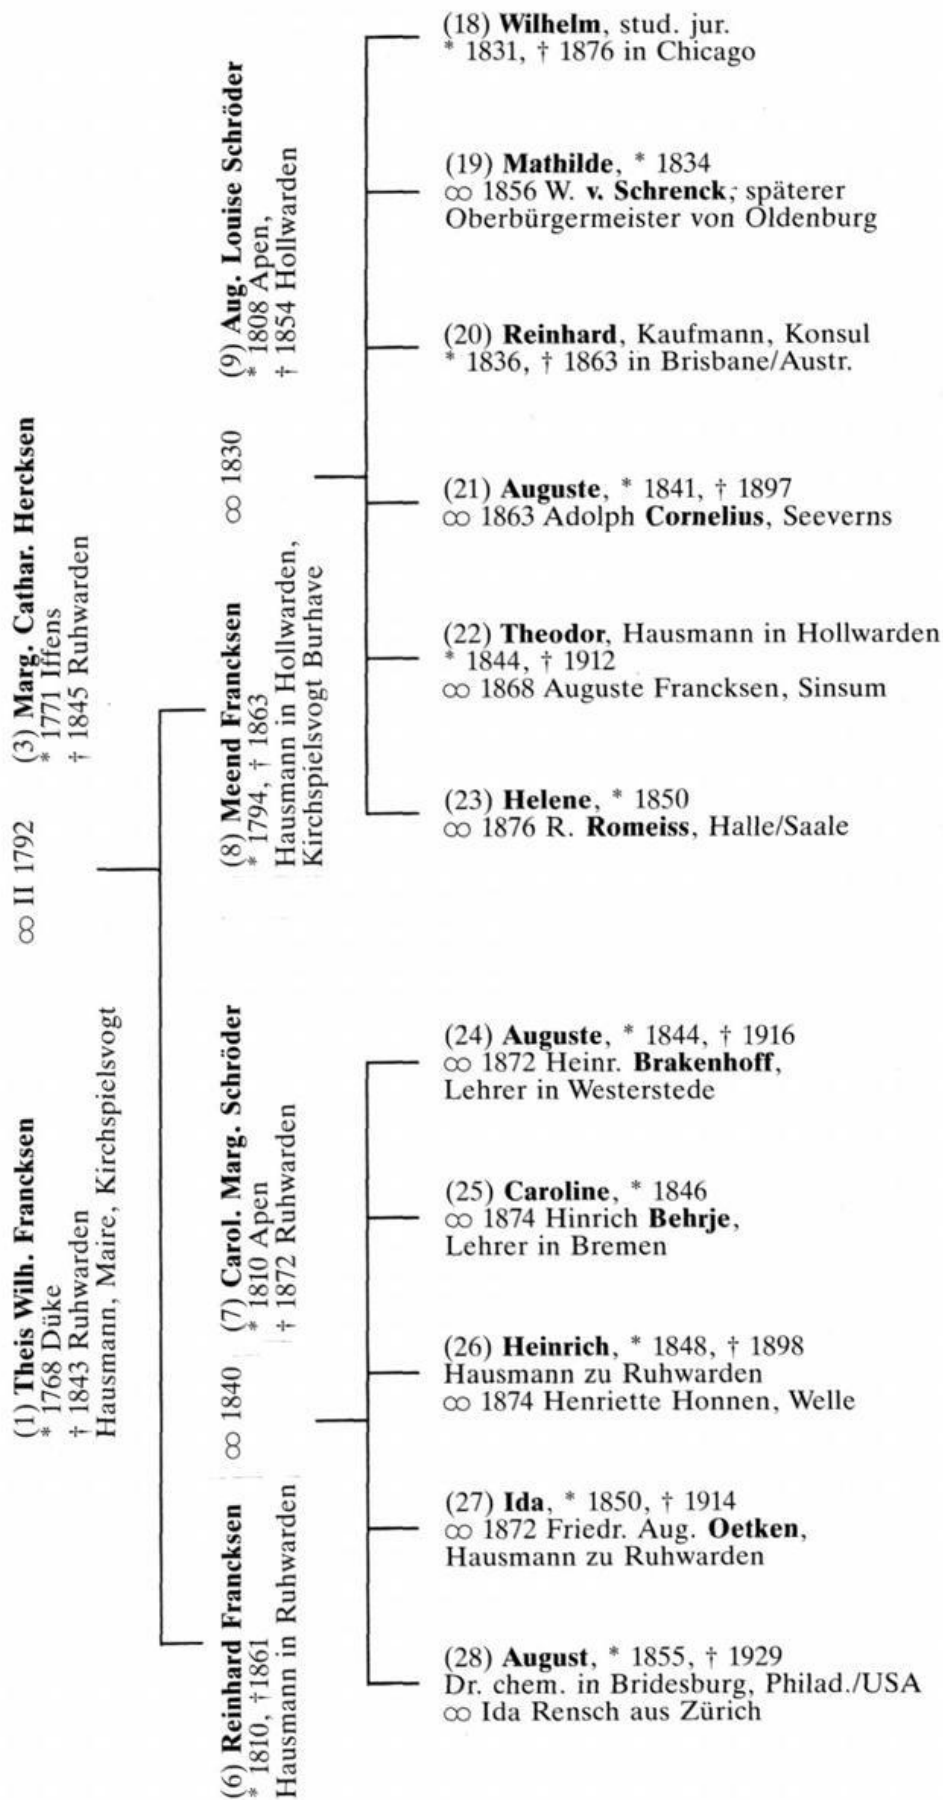 (1) Theis Wilh. Francksen
* 1768 Düke
† 1843 Ruhwarden
Hausmann, Maire, Kirchspielsvogt
∞ II 1792
(3) Marg. Cathar. Hercksen
* 1771 Iffens
† 1845 Ruhwarden
(6) Reinhard Francksen
* 1810, †1861
Hausmann in Ruhwarden
∞ 1840
(7) Carol. Marg. Schröder
* 1810 Apen
† 1872 Ruhwarden
(8) Meend Francksen
* 1794, † 1863
Hausmann in Hollwarden,
Kirchspielsvogt Burhave
∞ 1830
(9) Aug. Louise Schröder
* 1808 Apen,
† 1854 Hollwarden
(18) Wilhelm, stud. jur.
* 1831, † 1876 in Chicago
(19) Mathilde, * 1834
∞ 1856 W. v. Schrenck, späterer
Oberbürgermeister von Oldenburg
(20) Reinhard, Kaufmann, Konsul
* 1836, † 1863 in Brisbane/Austr.
(21) Auguste, * 1841, † 1897
∞ 1863 Adolph Cornelius, Seeverns
(22) Theodor, Hausmann in Hollwarden
* 1844, † 1912
∞ 1868 Auguste Francksen, Sinsum
(23) Helene, * 1850
∞ 1876 R. Romeiss, Halle/Saale
(24) Auguste, * 1844, † 1916
∞ 1872 Heinr. Brakenhoff,
Lehrer in Westerstede
(25) Caroline, * 1846
∞ 1874 Hinrich Behrje,
Lehrer in Bremen
(26) Heinrich, * 1848, † 1898
Hausmann zu Ruhwarden
∞ 1874 Henriette Honnen, Welle
(27) Ida, * 1850, † 1914
∞ 1872 Friedr. Aug. Oetken,
Hausmann zu Ruhwarden
(28) August, * 1855, † 1929
Dr. chem. in Bridesburg, Philad./USA
∞ Ida Rensch aus Zürich